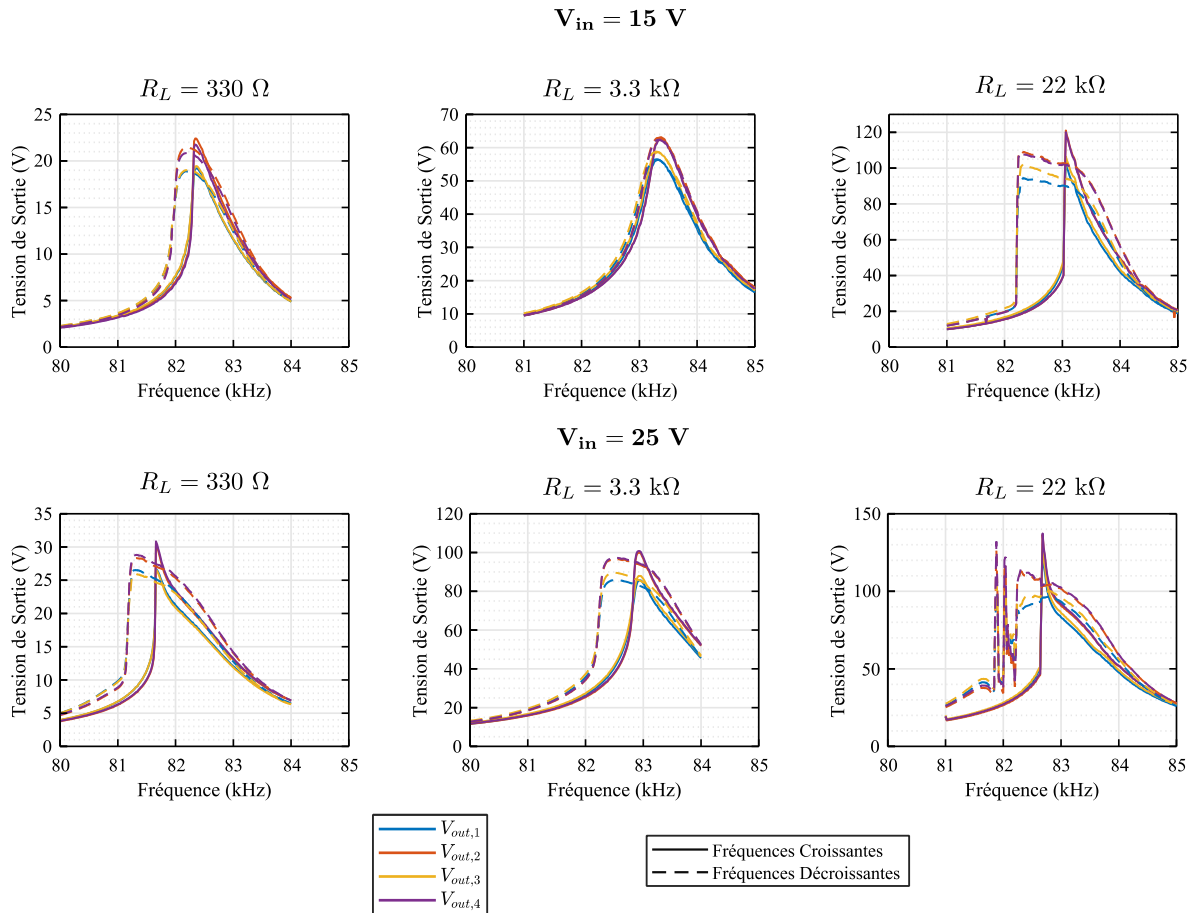 V_in = 15 V
R_L = 330 Ω
R_L = 3.3 kΩ
R_L = 22 kΩ
Tension de Sortie (V)
25
20
15
10
5
0
80 81 82 83 84 85
Fréquence (kHz)
Tension de Sortie (V)
70
60
50
40
30
20
10
0
80 81 82 83 84 85
Fréquence (kHz)
Tension de Sortie (V)
120
100
80
60
40
20
0
80 81 82 83 84 85
Fréquence (kHz)
V_in = 25 V
R_L = 330 Ω
R_L = 3.3 kΩ
R_L = 22 kΩ
Tension de Sortie (V)
35
30
25
20
15
10
5
0
80 81 82 83 84 85
Fréquence (kHz)
Tension de Sortie (V)
120
100
80
60
40
20
0
80 81 82 83 84 85
Fréquence (kHz)
Tension de Sortie (V)
150
100
50
0
80 81 82 83 84 85
Fréquence (kHz)
V_out,1
V_out,2
V_out,3
V_out,4
Fréquences Croissantes
Fréquences Décroissantes